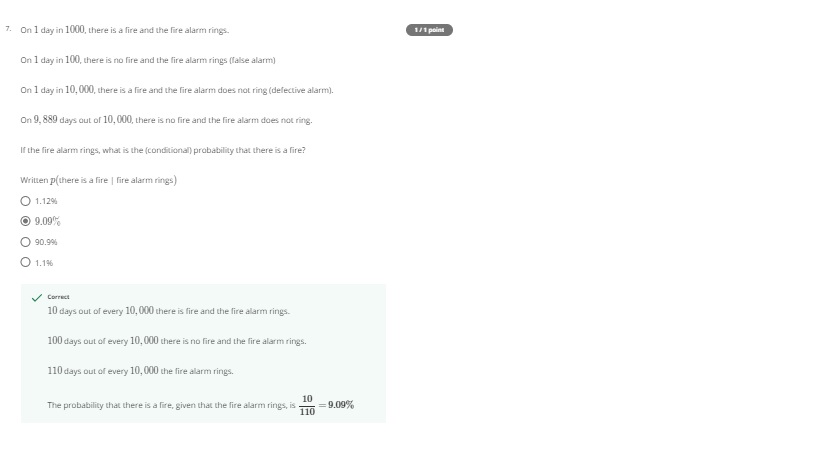 7. On 1 day in 1000, there is a fire and the fire alarm rings.
1 / 1 point
On 1 day in 100, there is no fire and the fire alarm rings (false alarm)
On 1 day in 10,000, there is a fire and the fire alarm does not ring (defective alarm).
On 9,889 days out of 10,000, there is no fire and the fire alarm does not ring.
If the fire alarm rings, what is the (conditional) probability that there is a fire?
Written p(there is a fire | fire alarm rings)
1.12%
9.09%
90.9%
1.1%
Correct
10 days out of every 10,000 there is fire and the fire alarm rings.
100 days out of every 10,000 there is no fire and the fire alarm rings.
110 days out of every 10,000 the fire alarm rings.
The probability that there is a fire, given that the fire alarm rings, is 10/110 = 9.09%